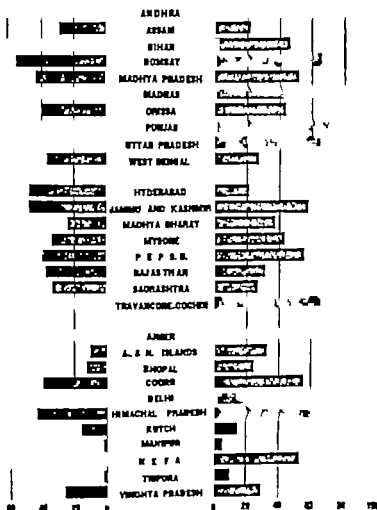 ANDHRA
ASSAM
BIHAR
BOMBAY
MADHYA PRADESH
MADRAS
ORISSA
PUNJAB
UTTAR PRADESH
WEST BENGAL
HYDERABAD
JAMMU AND KASHMIR
MADHYA BHARAT
MYSORE
P E P S U.
RAJASTHAN
SAURASHTRA
TRAVANCORE-COCHIN
AJMER
A. & N. ISLANDS
BHOPAL
COORG
DELHI
HIMACHAL PRADESH
KUTCH
MANIPUR
N E F A
TRIPURA
VINDHYA PRADESH